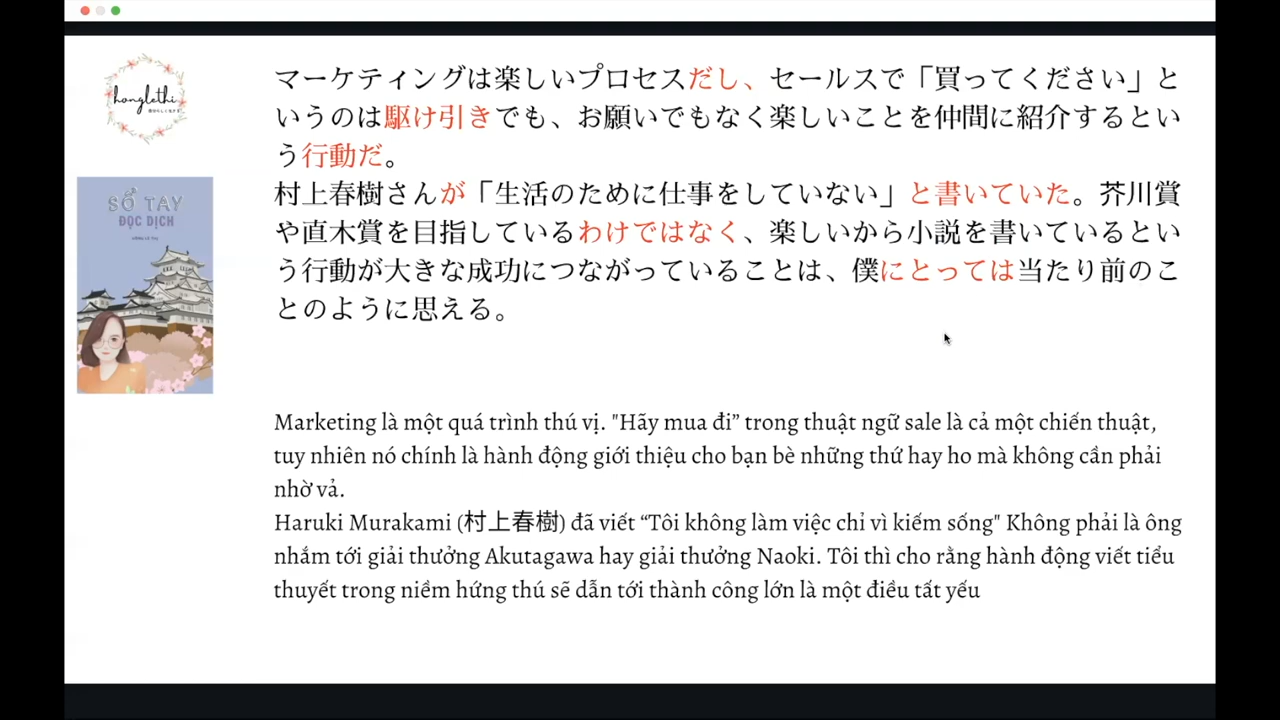 honglethi
SỔ TAY
ĐỌC DỊCH
マーケティングは楽しいプロセスだし、セールスで「買ってください」と
いうのは駆け引きでも、お願いでもなく楽しいことを仲間に紹介するとい
う行動だ。
村上春樹さんが「生活のために仕事をしていない」と書いていた。芥川賞
や直木賞を目指しているわけではなく、楽しいから小説を書いているとい
う行動が大きな成功につながっていることは、僕にとっては当たり前のこ
とのように思える。
Marketing là một quá trình thú vị. "Hãy mua đi” trong thuật ngữ sale là cả một chiến thuật,
tuy nhiên nó chính là hành động giới thiệu cho bạn bè những thứ hay ho mà không cần phải
nhờ vả.
Haruki Murakami (村上春樹) đã viết “Tôi không làm việc chỉ vì kiếm sống" Không phải là ông
nhắm tới giải thưởng Akutagawa hay giải thưởng Naoki. Tôi thì cho rằng hành động viết tiểu
thuyết trong niềm hứng thú sẽ dẫn tới thành công lớn là một điều tất yếu